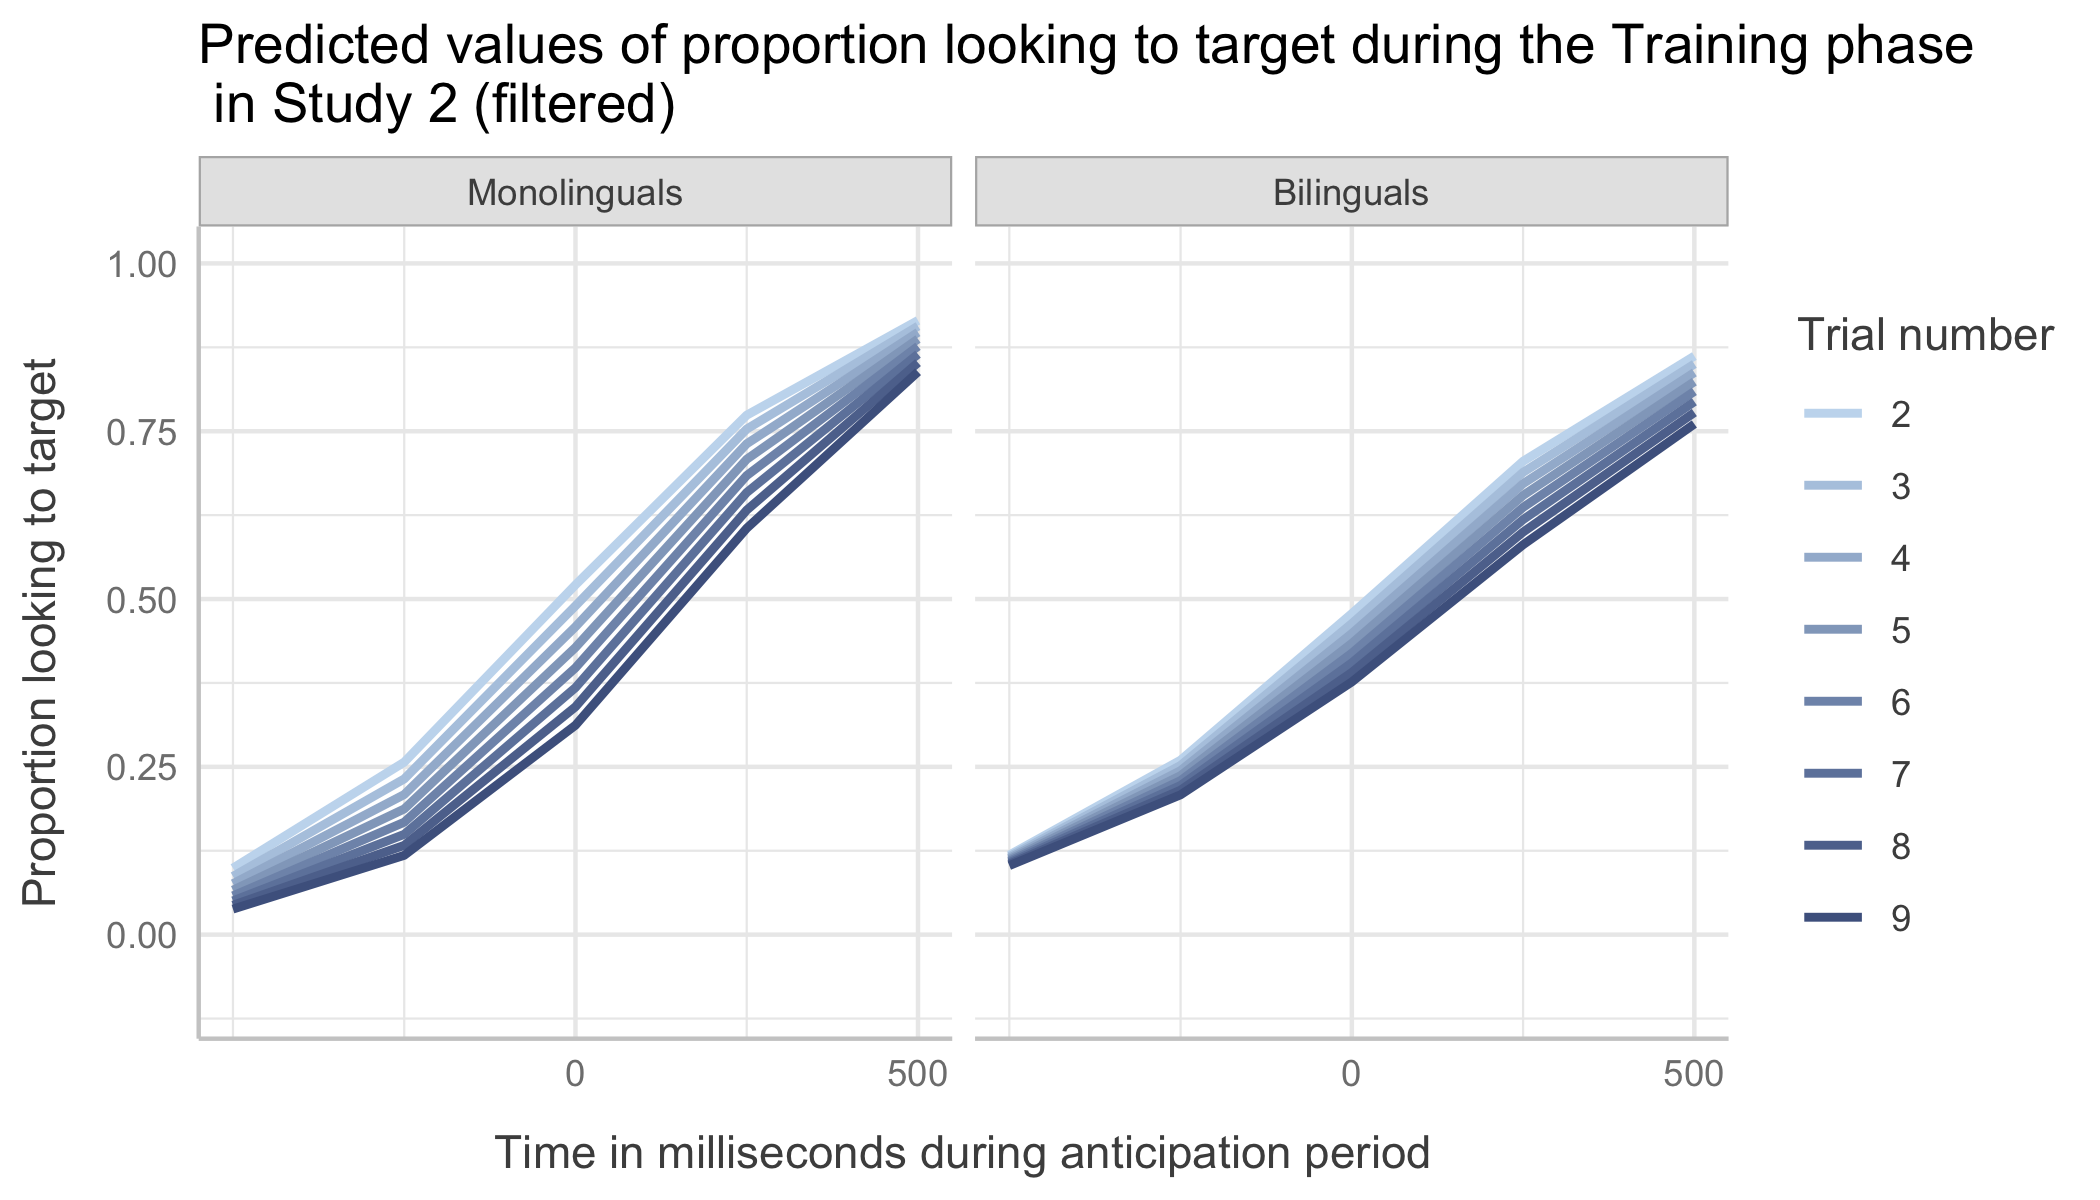 Predicted values of proportion looking to target during the Training phase
in Study 2 (filtered)
Monolinguals
Bilinguals
Proportion looking to target
1.00
0.75
0.50
0.25
0.00
0
500
0
500
Time in milliseconds during anticipation period
Trial number
2
3
4
5
6
7
8
9